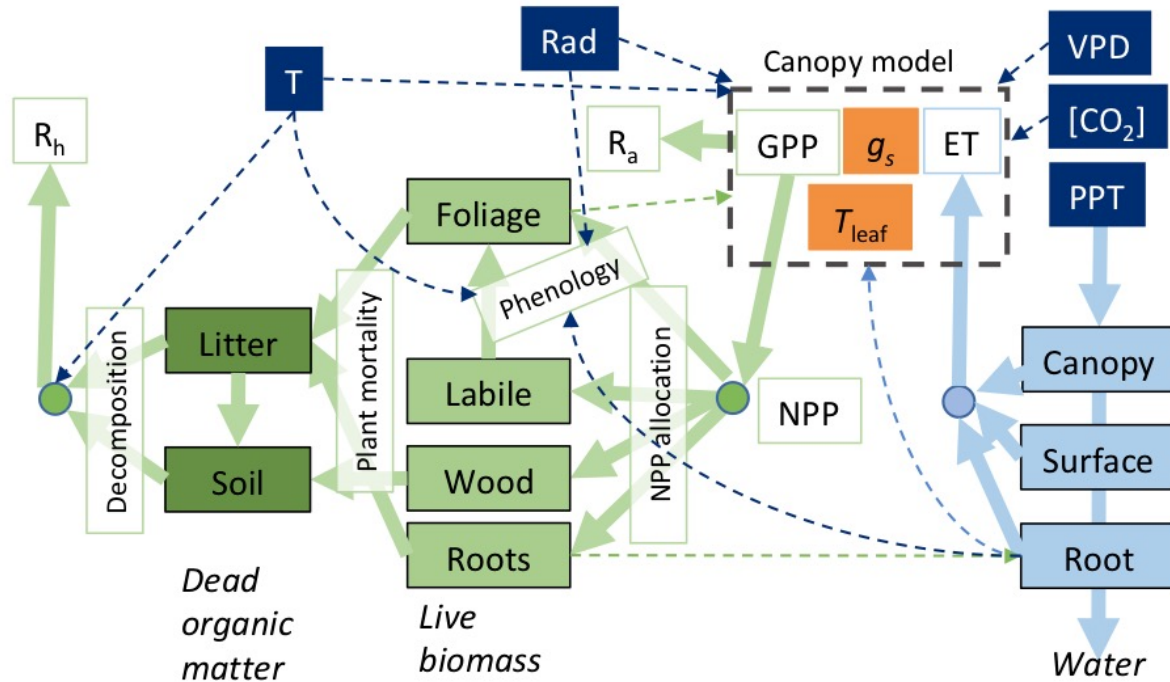 Rad
VPD
T
Canopy model
[CO₂]
Rₕ
Rₐ
GPP
gₛ
ET
PPT
Foliage
T_leaf
Phenology
Litter
Decomposition
Plant mortality
Labile
NPP allocation
NPP
Canopy
Soil
Wood
Surface
Roots
Root
Dead
organic
matter
Live
biomass
Water